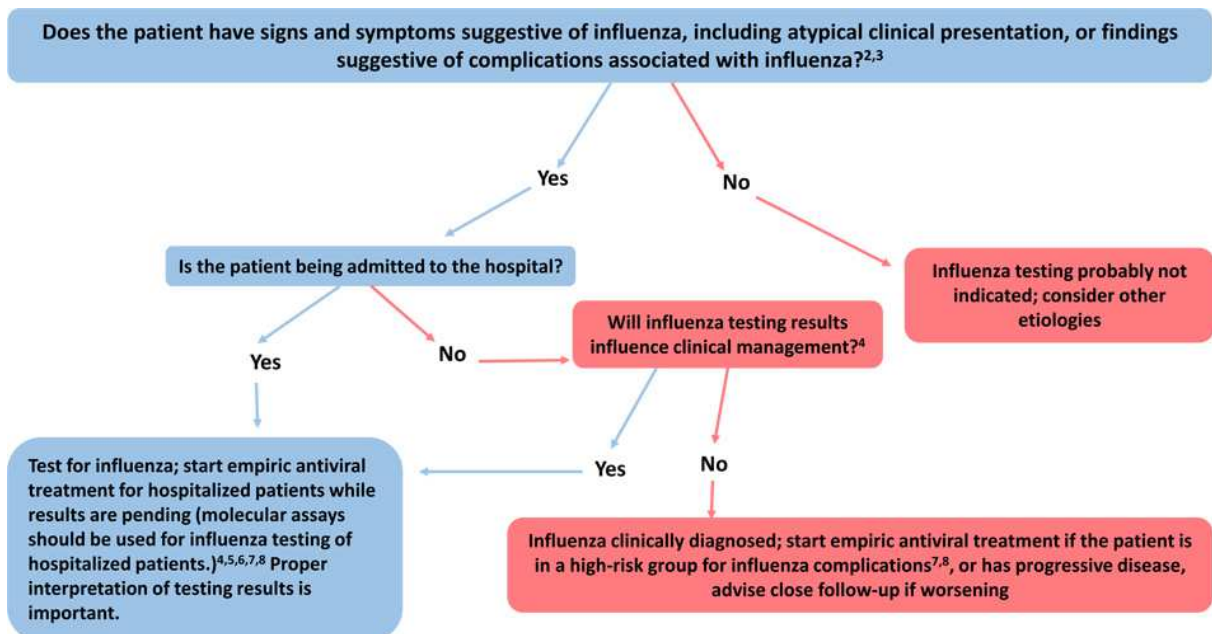 Does the patient have signs and symptoms suggestive of influenza, including atypical clinical presentation, or findings
suggestive of complications associated with influenza?2,3
Yes
No
Is the patient being admitted to the hospital?
Influenza testing probably not
indicated; consider other
etiologies
Yes
No
Will influenza testing results
influence clinical management?4
Yes
No
Test for influenza; start empiric antiviral
treatment for hospitalized patients while
results are pending (molecular assays
should be used for influenza testing of
hospitalized patients.)4,5,6,7,8 Proper
interpretation of testing results is
important.
Influenza clinically diagnosed; start empiric antiviral treatment if the patient is
in a high-risk group for influenza complications7,8, or has progressive disease,
advise close follow-up if worsening